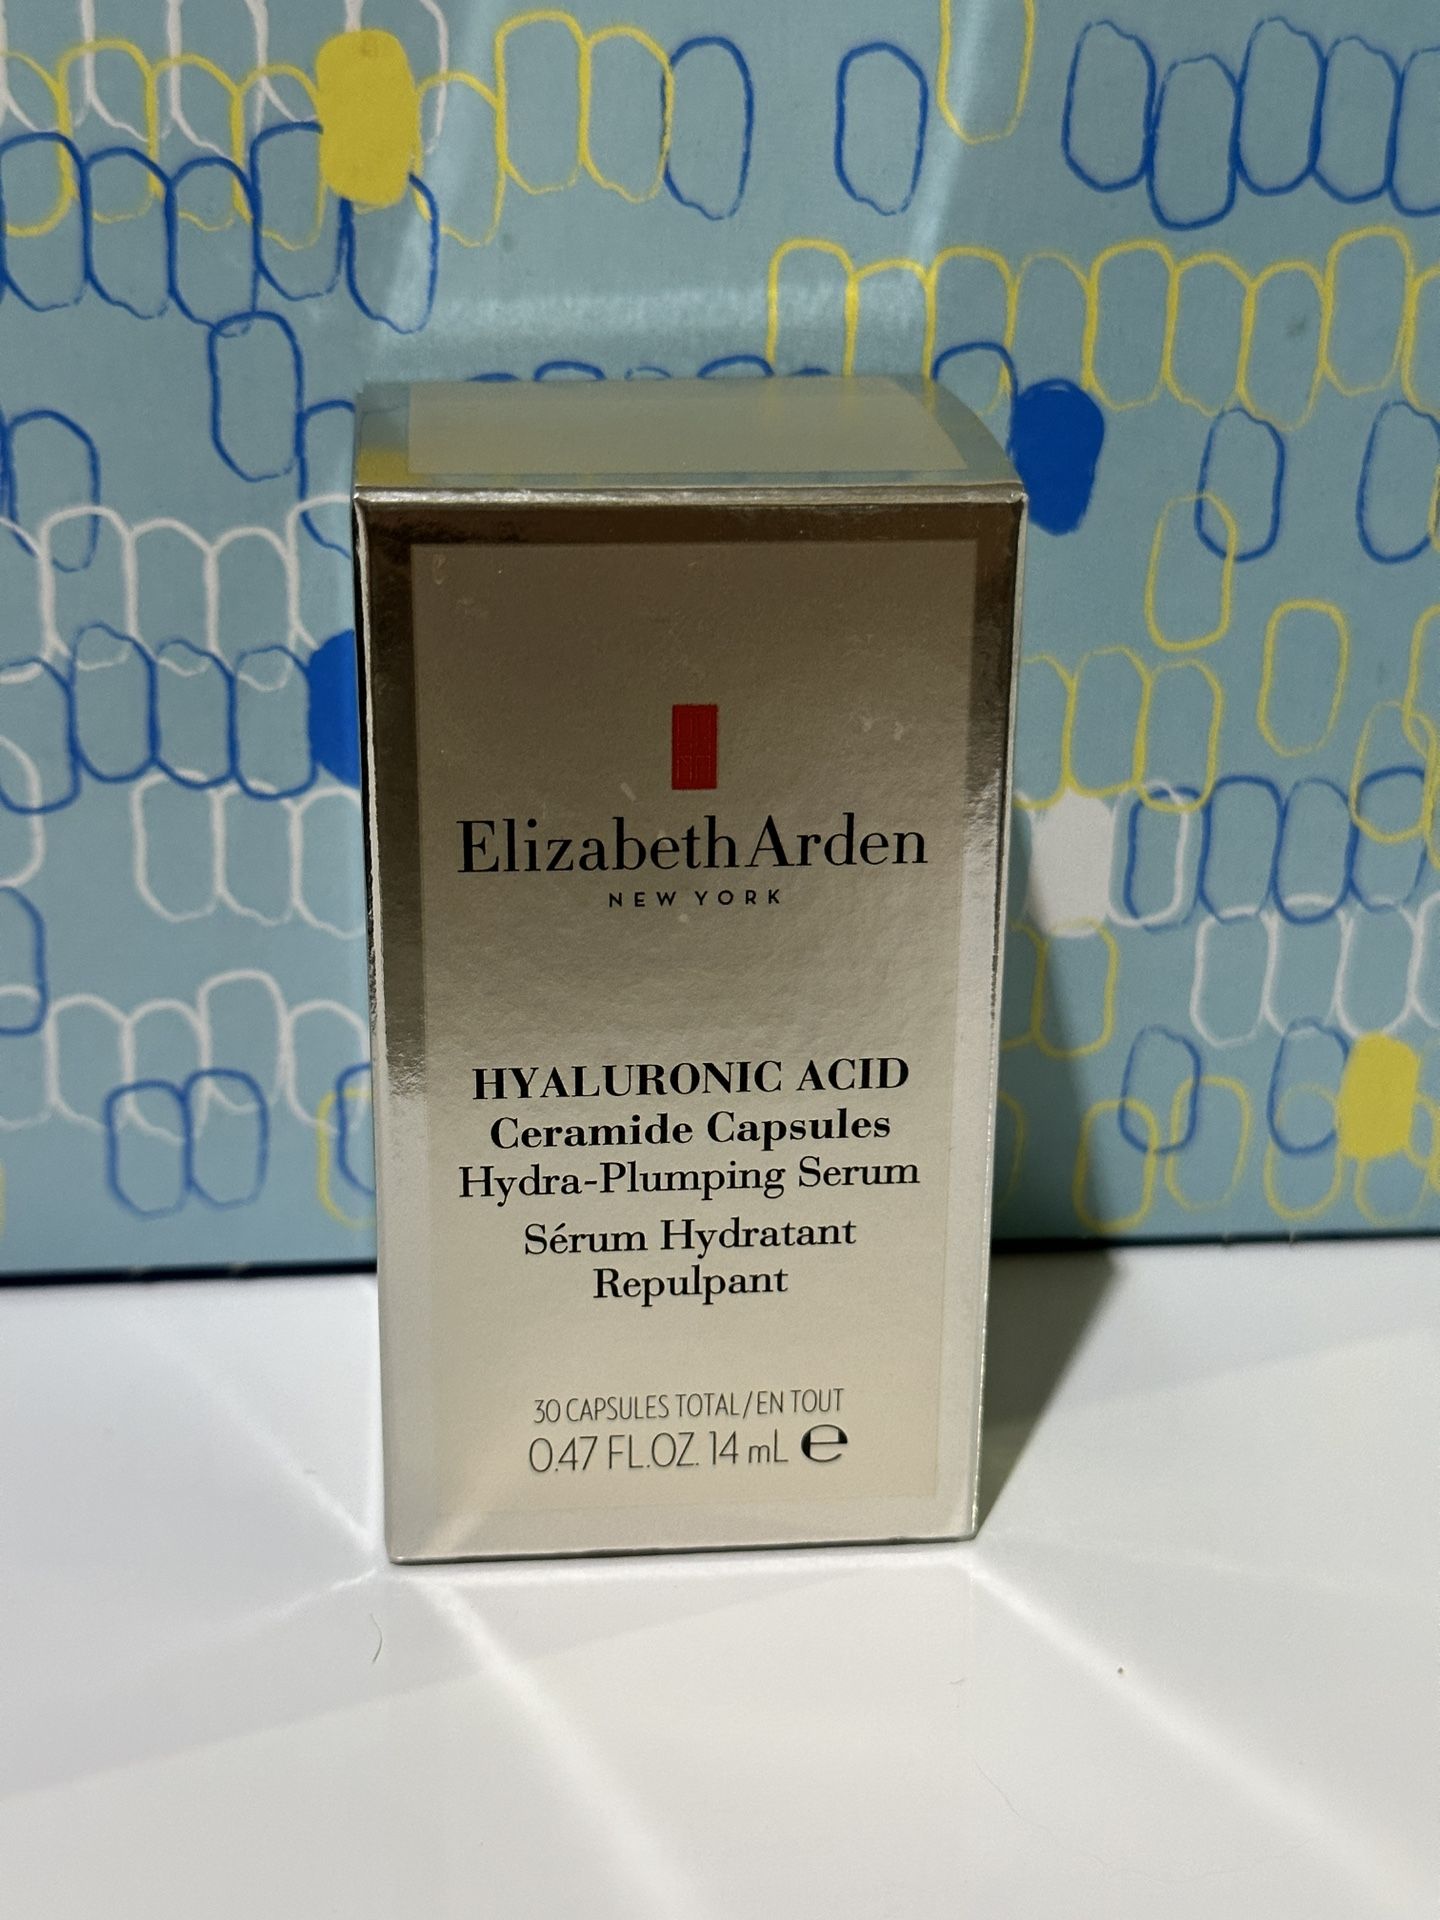 Elizabeth Arden
NEW YORK
HYALURONIC ACID
Ceramide Capsules
Hydra-Plumping Serum
Sérum Hydratant
Repulpant
30 CAPSULES TOTAL/EN TOUT
0.47 FL.OZ. 14 mL ℮